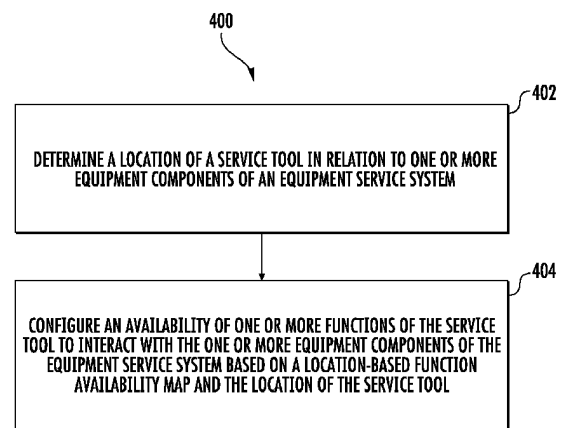 400
402
DETERMINE A LOCATION OF A SERVICE TOOL IN RELATION TO ONE OR MORE
EQUIPMENT COMPONENTS OF AN EQUIPMENT SERVICE SYSTEM
404
CONFIGURE AN AVAILABILITY OF ONE OR MORE FUNCTIONS OF THE SERVICE
TOOL TO INTERACT WITH THE ONE OR MORE EQUIPMENT COMPONENTS OF THE
EQUIPMENT SERVICE SYSTEM BASED ON A LOCATION-BASED FUNCTION
AVAILABILITY MAP AND THE LOCATION OF THE SERVICE TOOL